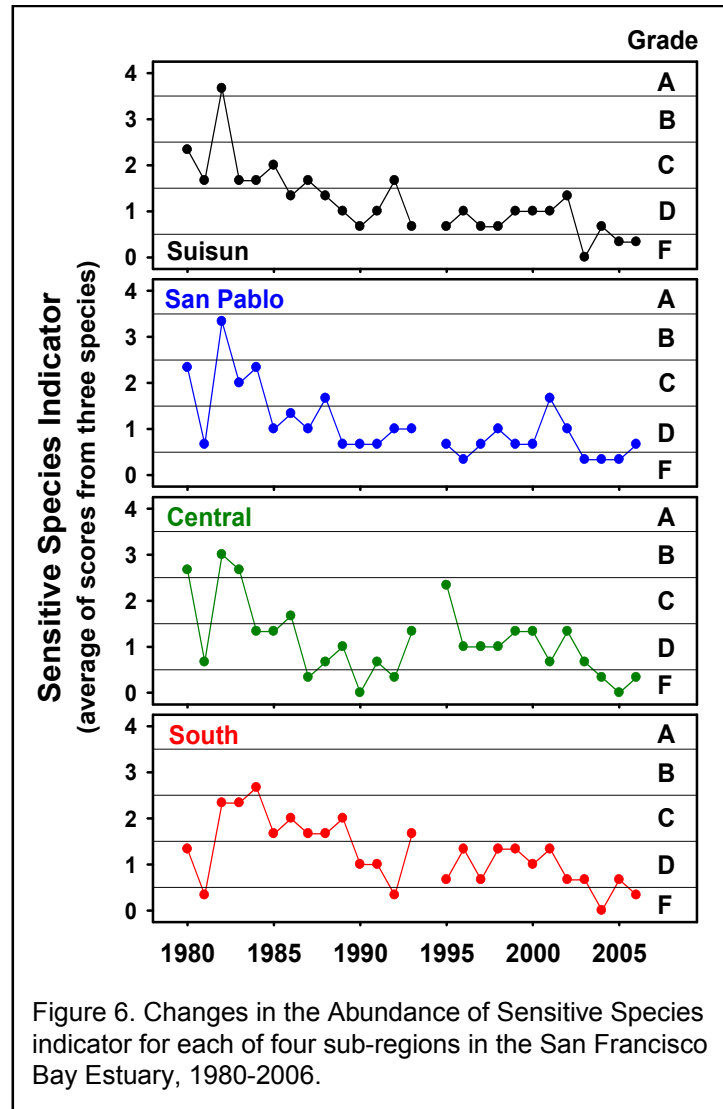 Grade
4 A
3 B
2 C
1 D
0 Suisun F
San Pablo
4 A
3 B
2 C
1 D
0 F
Central
4 A
3 B
2 C
1 D
0 F
South
4 A
3 B
2 C
1 D
0 F
1980 1985 1990 1995 2000 2005
Sensitive Species Indicator
(average of scores from three species)
Figure 6. Changes in the Abundance of Sensitive Species
indicator for each of four sub-regions in the San Francisco
Bay Estuary, 1980-2006.